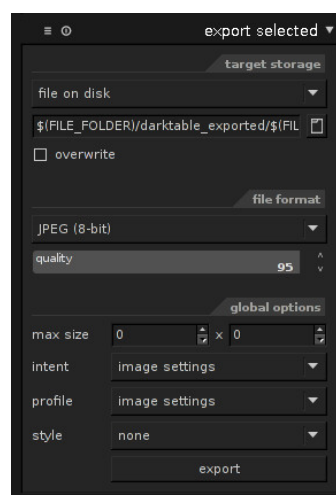 export selected
target storage
file on disk
$(FILE_FOLDER)/darktable_exported/$(FIL
overwrite
file format
JPEG (8-bit)
quality
95
global options
max size 0 x 0
intent image settings
profile image settings
style none
export